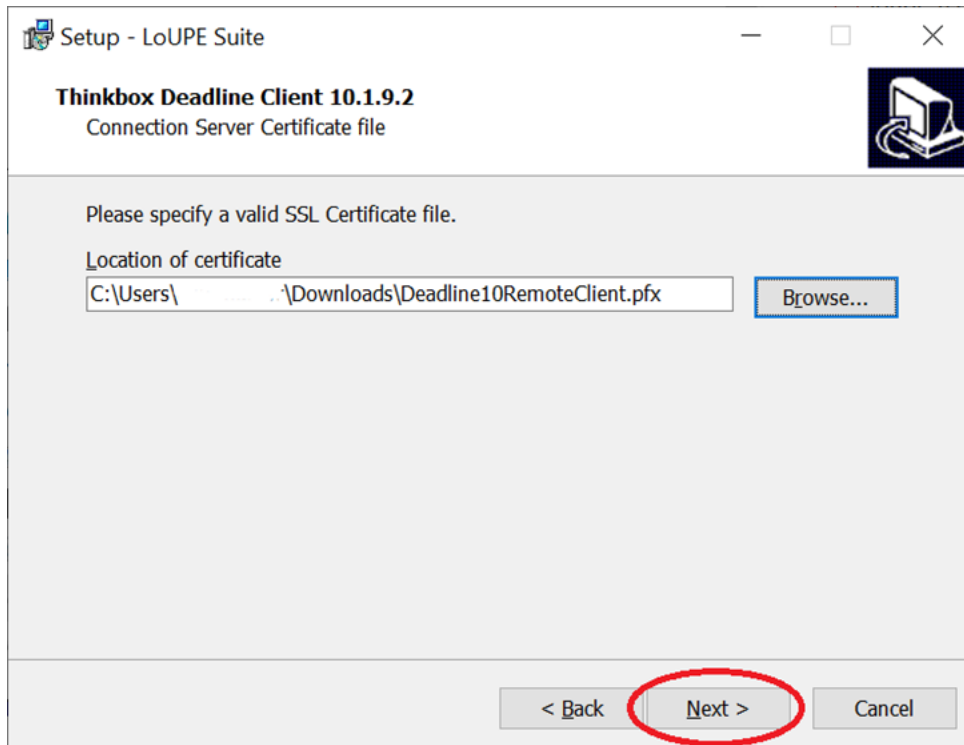 Setup - LoUPE Suite
Thinkbox Deadline Client 10.1.9.2
Connection Server Certificate file
Please specify a valid SSL Certificate file.
Location of certificate
C:\Users\ \Downloads\Deadline10RemoteClient.pfx
Browse...
< Back Next > Cancel